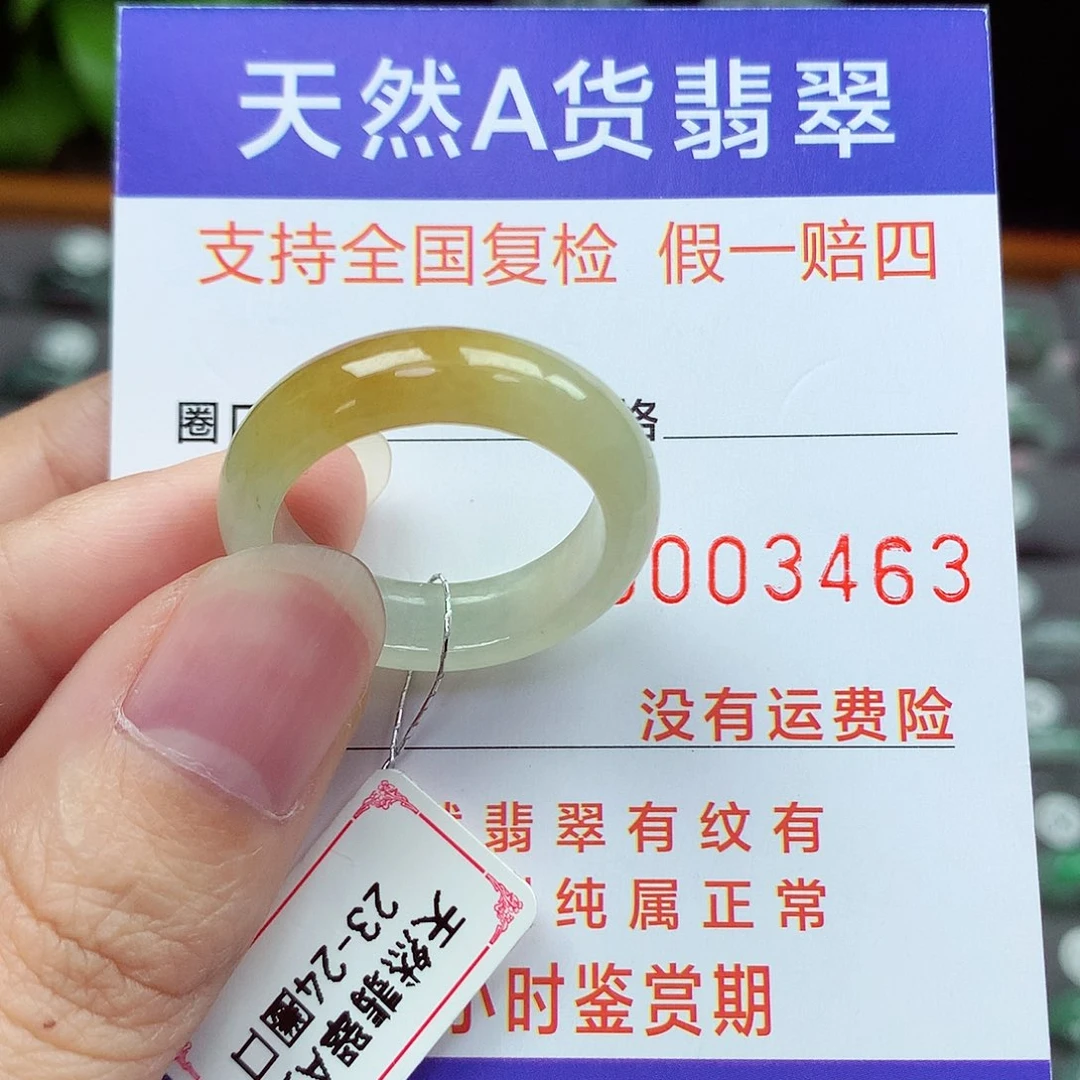 天然A货翡翠
支持全国复检 假一赔四
圈口 格
003463
没有运费险
翡翠有纹有
纯属正常
小时鉴赏期
天然翡翠A
23-24圈口